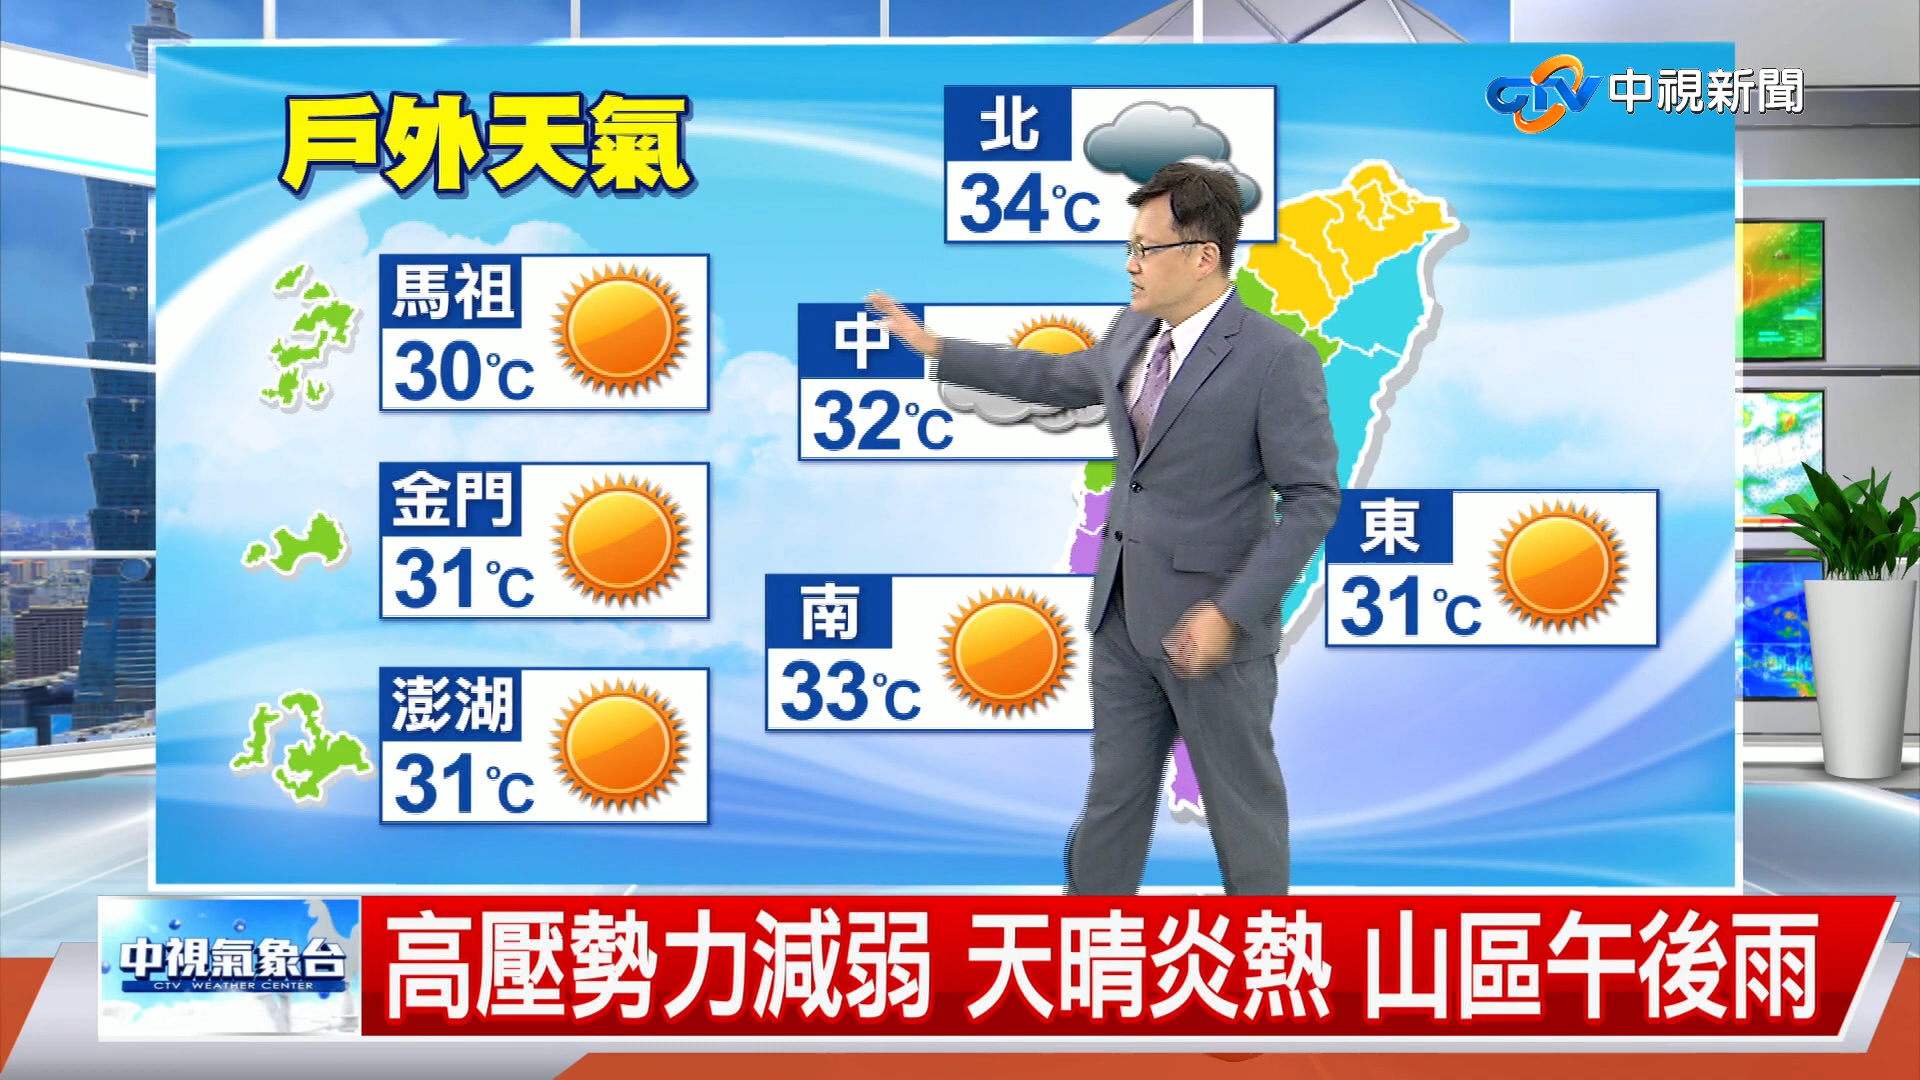 戶外天氣
CTV 中視新聞
北
34°C
馬祖
30°C
中
32°C
金門
31°C
東
31°C
南
33°C
澎湖
31°C
中視氣象台
CTV WEATHER CENTER
高壓勢力減弱 天晴炎熱 山區午後雨